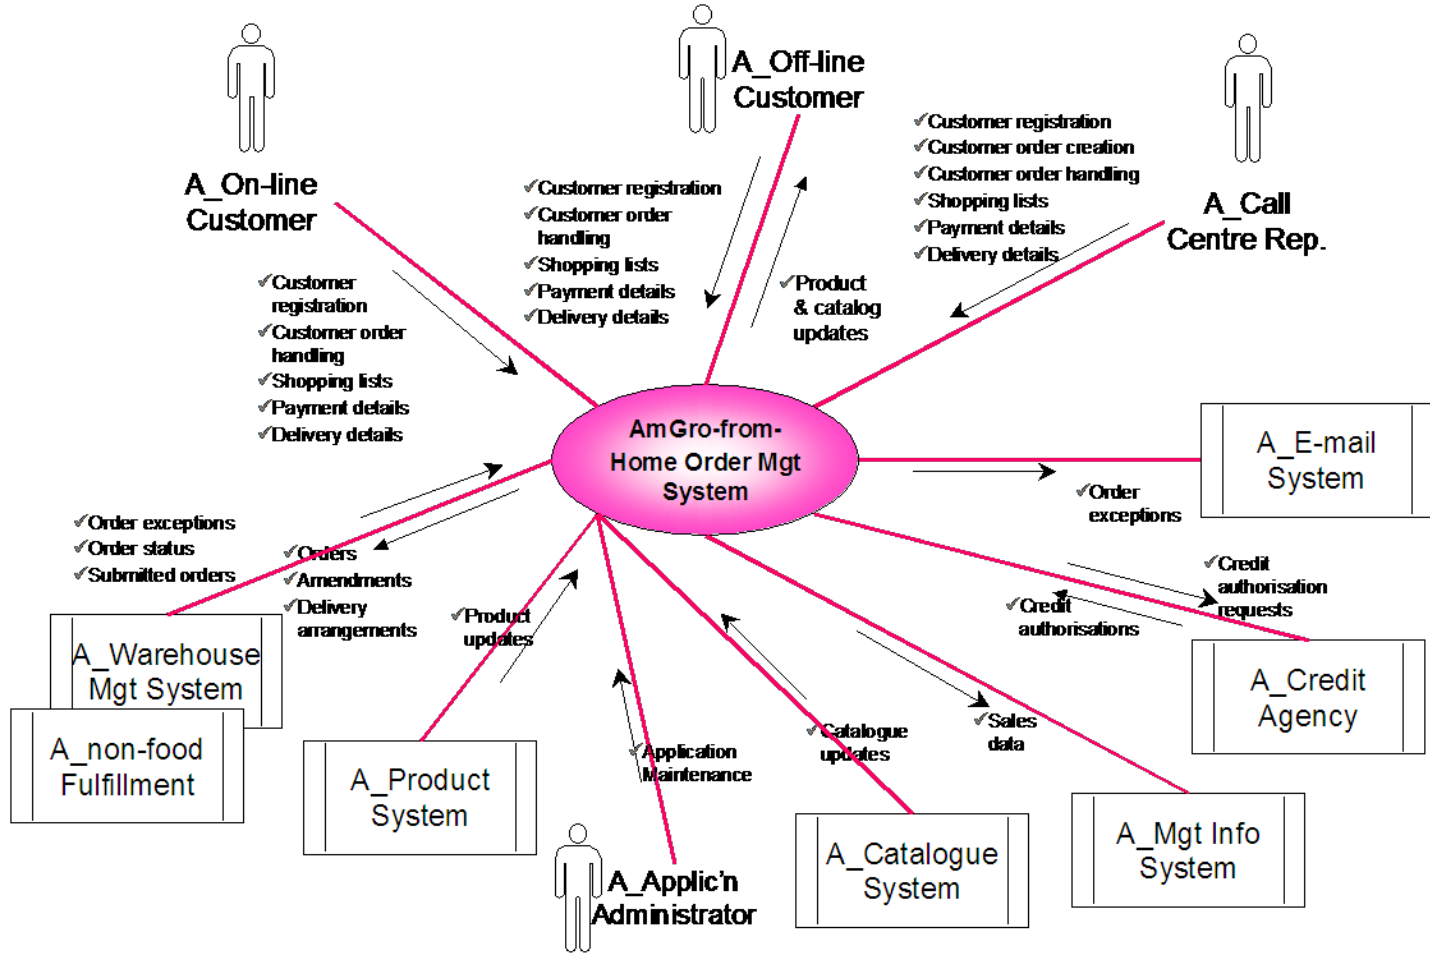 A_On-line
Customer
A_Off-line
Customer
A_Call
Centre Rep.
Customer
registration
Customer order
handling
Shopping lists
Payment details
Delivery details
Customer registration
Customer order
handling
Shopping lists
Payment details
Delivery details
Product
& catalog
updates
Customer registration
Customer order creation
Customer order handling
Shopping lists
Payment details
Delivery details
AmGro-from-
Home Order Mgt
System
A_E-mail
System
Order
exceptions
Order exceptions
Order status
Submitted orders
Orders
Amendments
Delivery
arrangements
Product
updates
Credit
authorisations
Credit
authorisation
requests
A_Warehouse
Mgt System
A_non-food
Fulfillment
A_Product
System
Application
Maintenance
Catalogue
updates
Sales
data
A_Credit
Agency
A_Applic'n
Administrator
A_Catalogue
System
A_Mgt Info
System